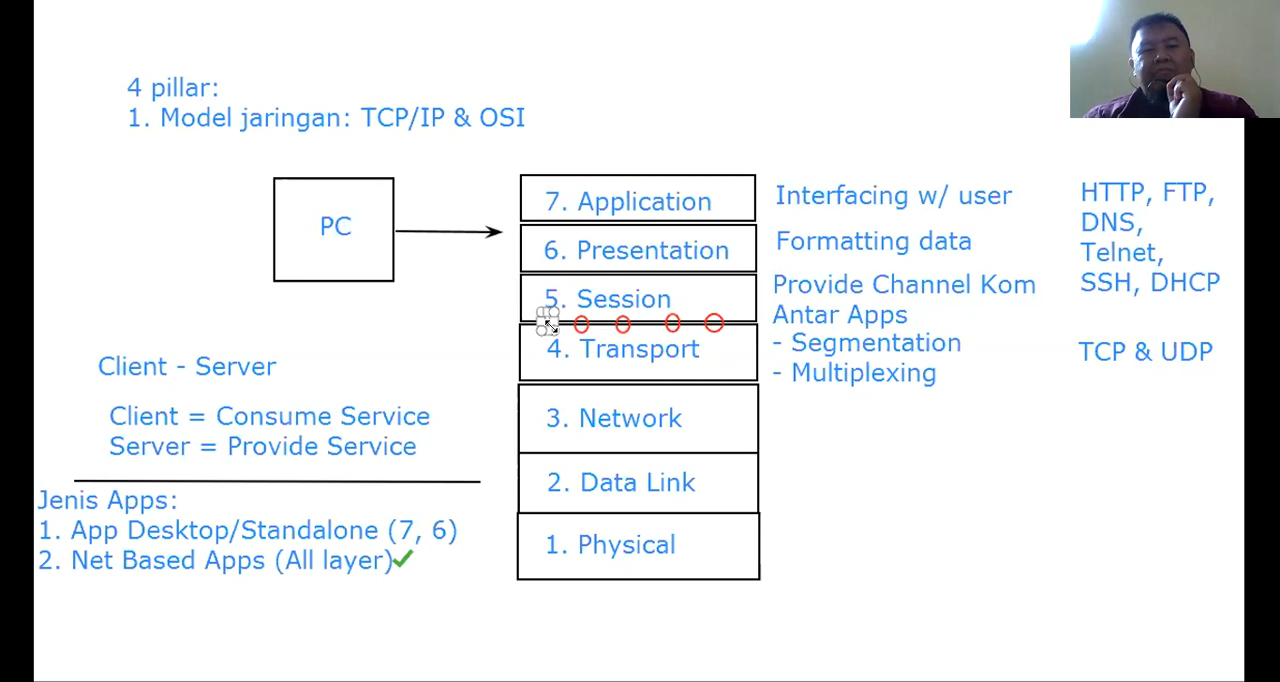 4 pillar:
1. Model jaringan: TCP/IP & OSI
PC
7. Application
Interfacing w/ user
HTTP, FTP,
DNS,
Telnet,
SSH, DHCP
6. Presentation
Formatting data
5. Session
Provide Channel Kom
Antar Apps
4. Transport
- Segmentation
- Multiplexing
TCP & UDP
3. Network
2. Data Link
1. Physical
Client - Server
Client = Consume Service
Server = Provide Service
Jenis Apps:
1. App Desktop/Standalone (7, 6)
2. Net Based Apps (All layer)